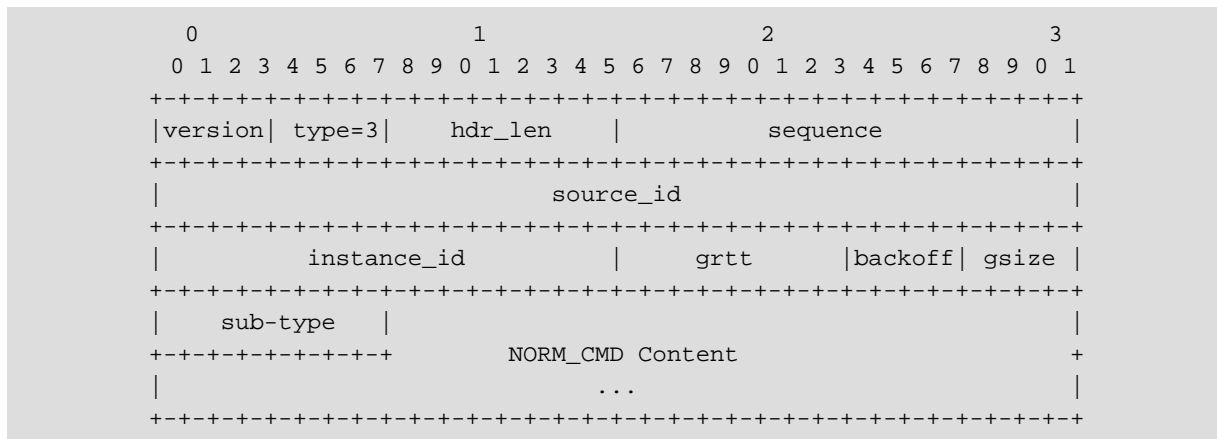 0                   1                   2                   3
0 1 2 3 4 5 6 7 8 9 0 1 2 3 4 5 6 7 8 9 0 1 2 3 4 5 6 7 8 9 0 1
+-+-+-+-+-+-+-+-+-+-+-+-+-+-+-+-+-+-+-+-+-+-+-+-+-+-+-+-+-+-+-+-+
|version| type=3|    hdr_len    |          sequence             |
+-+-+-+-+-+-+-+-+-+-+-+-+-+-+-+-+-+-+-+-+-+-+-+-+-+-+-+-+-+-+-+-+
|                           source_id                           |
+-+-+-+-+-+-+-+-+-+-+-+-+-+-+-+-+-+-+-+-+-+-+-+-+-+-+-+-+-+-+-+-+
|          instance_id          |     grtt      |backoff| gsize |
+-+-+-+-+-+-+-+-+-+-+-+-+-+-+-+-+-+-+-+-+-+-+-+-+-+-+-+-+-+-+-+-+
|    sub-type   |                                               |
+-+-+-+-+-+-+-+-+        NORM_CMD Content                       +
|                              ...                              |
+-+-+-+-+-+-+-+-+-+-+-+-+-+-+-+-+-+-+-+-+-+-+-+-+-+-+-+-+-+-+-+-+